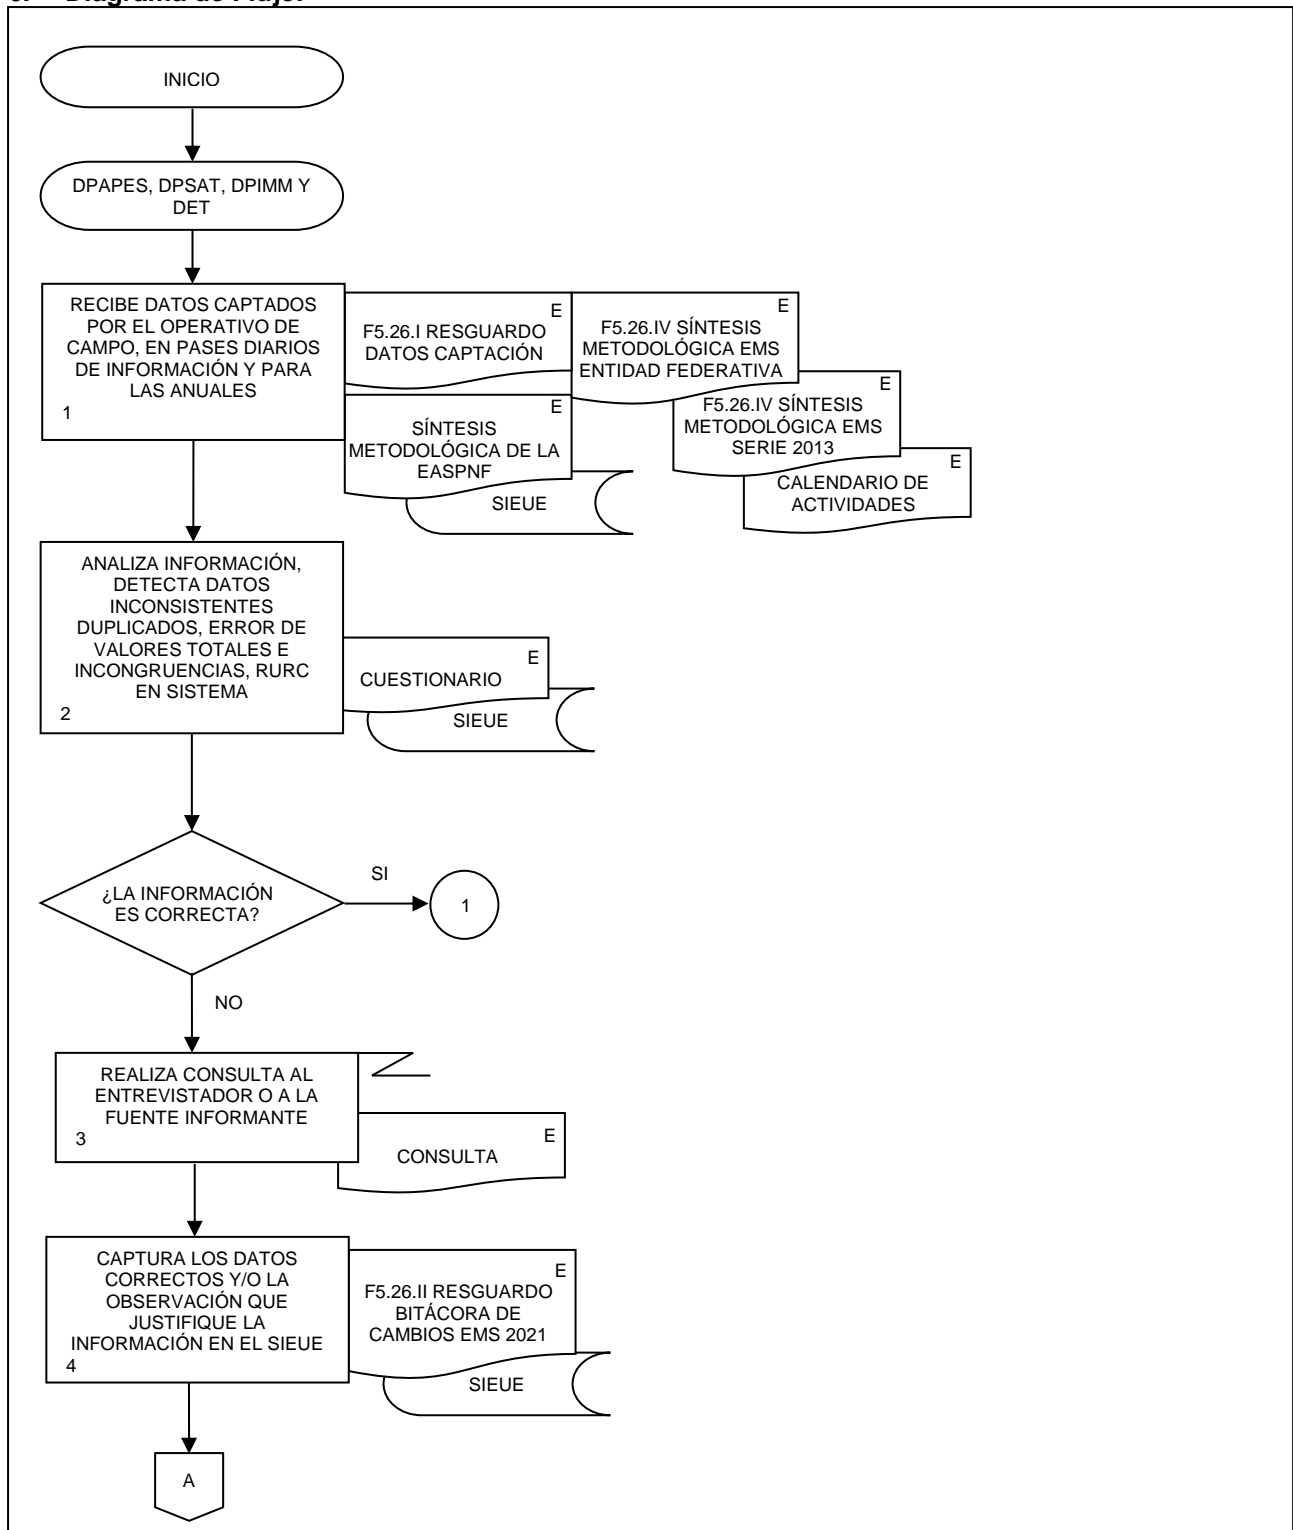 INICIO
DPAPES, DPSAT, DPIMM Y
DET
RECIBE DATOS CAPTADOS
POR EL OPERATIVO DE
CAMPO, EN PASES DIARIOS
DE INFORMACIÓN Y PARA
LAS ANUALES
1
E
F5.26.I RESGUARDO
DATOS CAPTACIÓN
E
F5.26.IV SÍNTESIS
METODOLÓGICA EMS
ENTIDAD FEDERATIVA
E
SÍNTESIS
METODOLÓGICA DE LA
EASPNF
SIEUE
E
F5.26.IV SÍNTESIS
METODOLÓGICA EMS
SERIE 2013
E
CALENDARIO DE
ACTIVIDADES
ANALIZA INFORMACIÓN,
DETECTA DATOS
INCONSISTENTES
DUPLICADOS, ERROR DE
VALORES TOTALES E
INCONGRUENCIAS, RURC
EN SISTEMA
2
E
CUESTIONARIO
SIEUE
¿LA INFORMACIÓN
ES CORRECTA?
SI
1
NO
REALIZA CONSULTA AL
ENTREVISTADOR O A LA
FUENTE INFORMANTE
3
E
CONSULTA
CAPTURA LOS DATOS
CORRECTOS Y/O LA
OBSERVACIÓN QUE
JUSTIFIQUE LA
INFORMACIÓN EN EL SIEUE
4
E
F5.26.II RESGUARDO
BITÁCORA DE
CAMBIOS EMS 2021
SIEUE
A